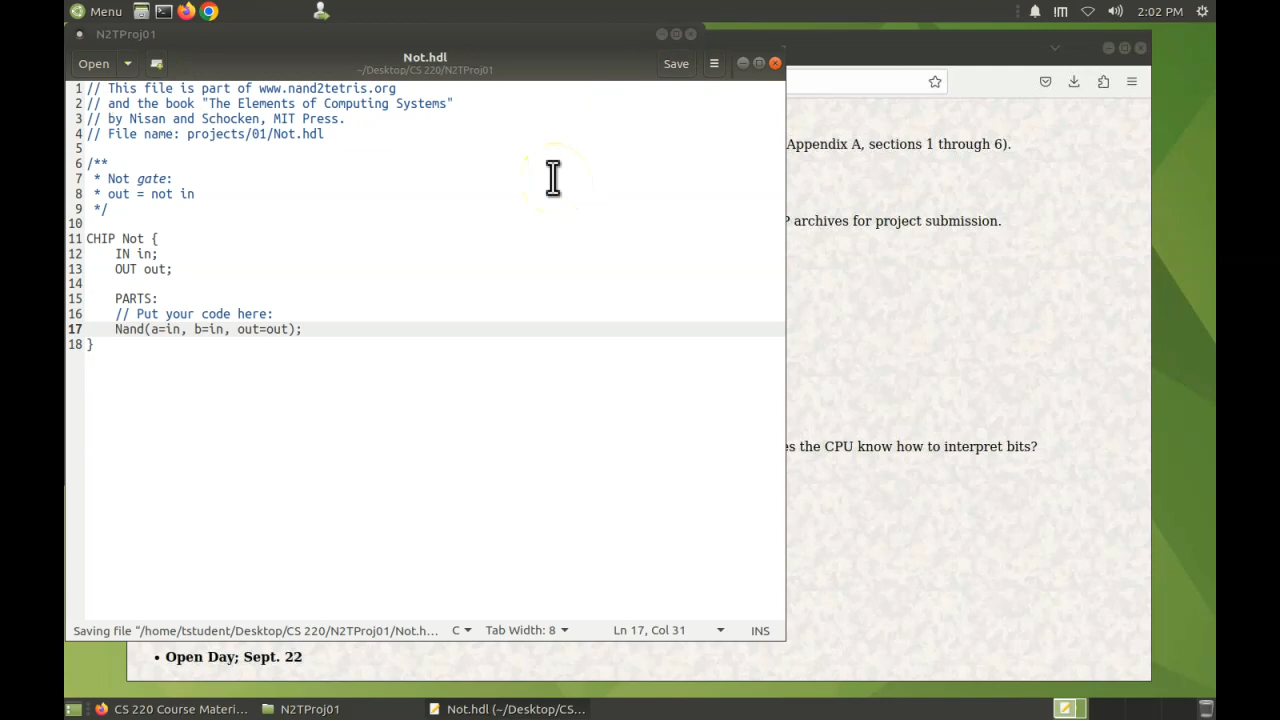 Menu
2:02 PM
N2TProj01
Open
Not.hdl
~/Desktop/CS 220/N2TProj01
Save
1 // This file is part of www.nand2tetris.org
2 // and the book "The Elements of Computing Systems"
3 // by Nisan and Schocken, MIT Press.
4 // File name: projects/01/Not.hdl
5
6 /**
7 * Not gate:
8 * out = not in
9 */
10
11 CHIP Not {
12 IN in;
13 OUT out;
14
15 PARTS:
16 // Put your code here:
17 Nand(a=in, b=in, out=out);
18 }
Appendix A, sections 1 through 6).
P archives for project submission.
es the CPU know how to interpret bits?
Saving file "/home/tstudent/Desktop/CS 220/N2TProj01/Not.h...
C
Tab Width: 8
Ln 17, Col 31
INS
• Open Day; Sept. 22
CS 220 Course Materi...
N2TProj01
Not.hdl (~/Desktop/CS...